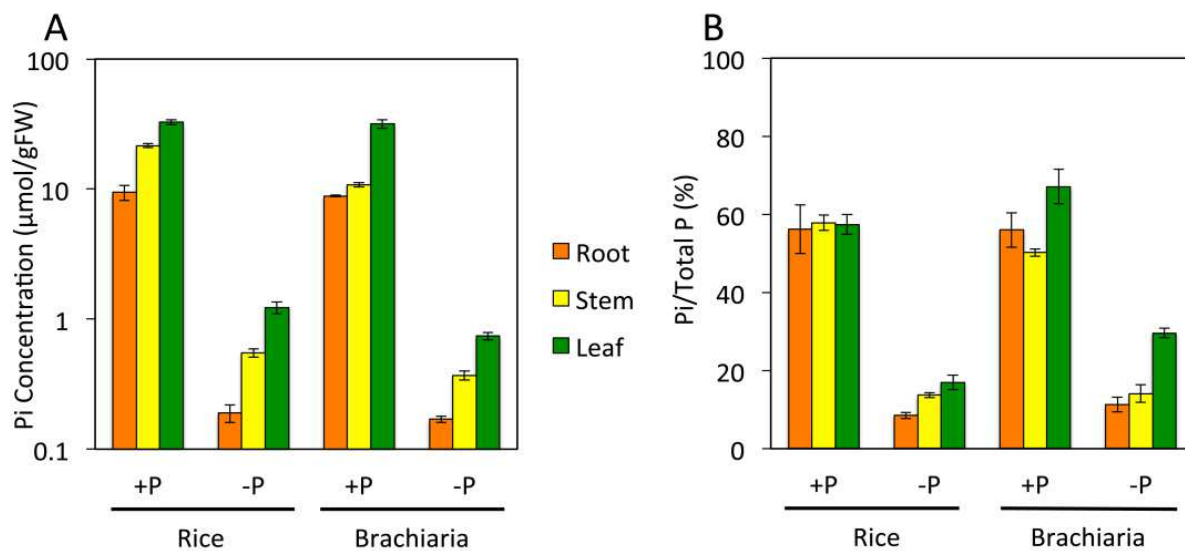 A
Pi Concentration (μmol/gFW)
100
10
1
0.1
+P
-P
+P
-P
Rice
Brachiaria
Root
Stem
Leaf
B
Pi/Total P (%)
100
80
60
40
20
0
+P
-P
+P
-P
Rice
Brachiaria